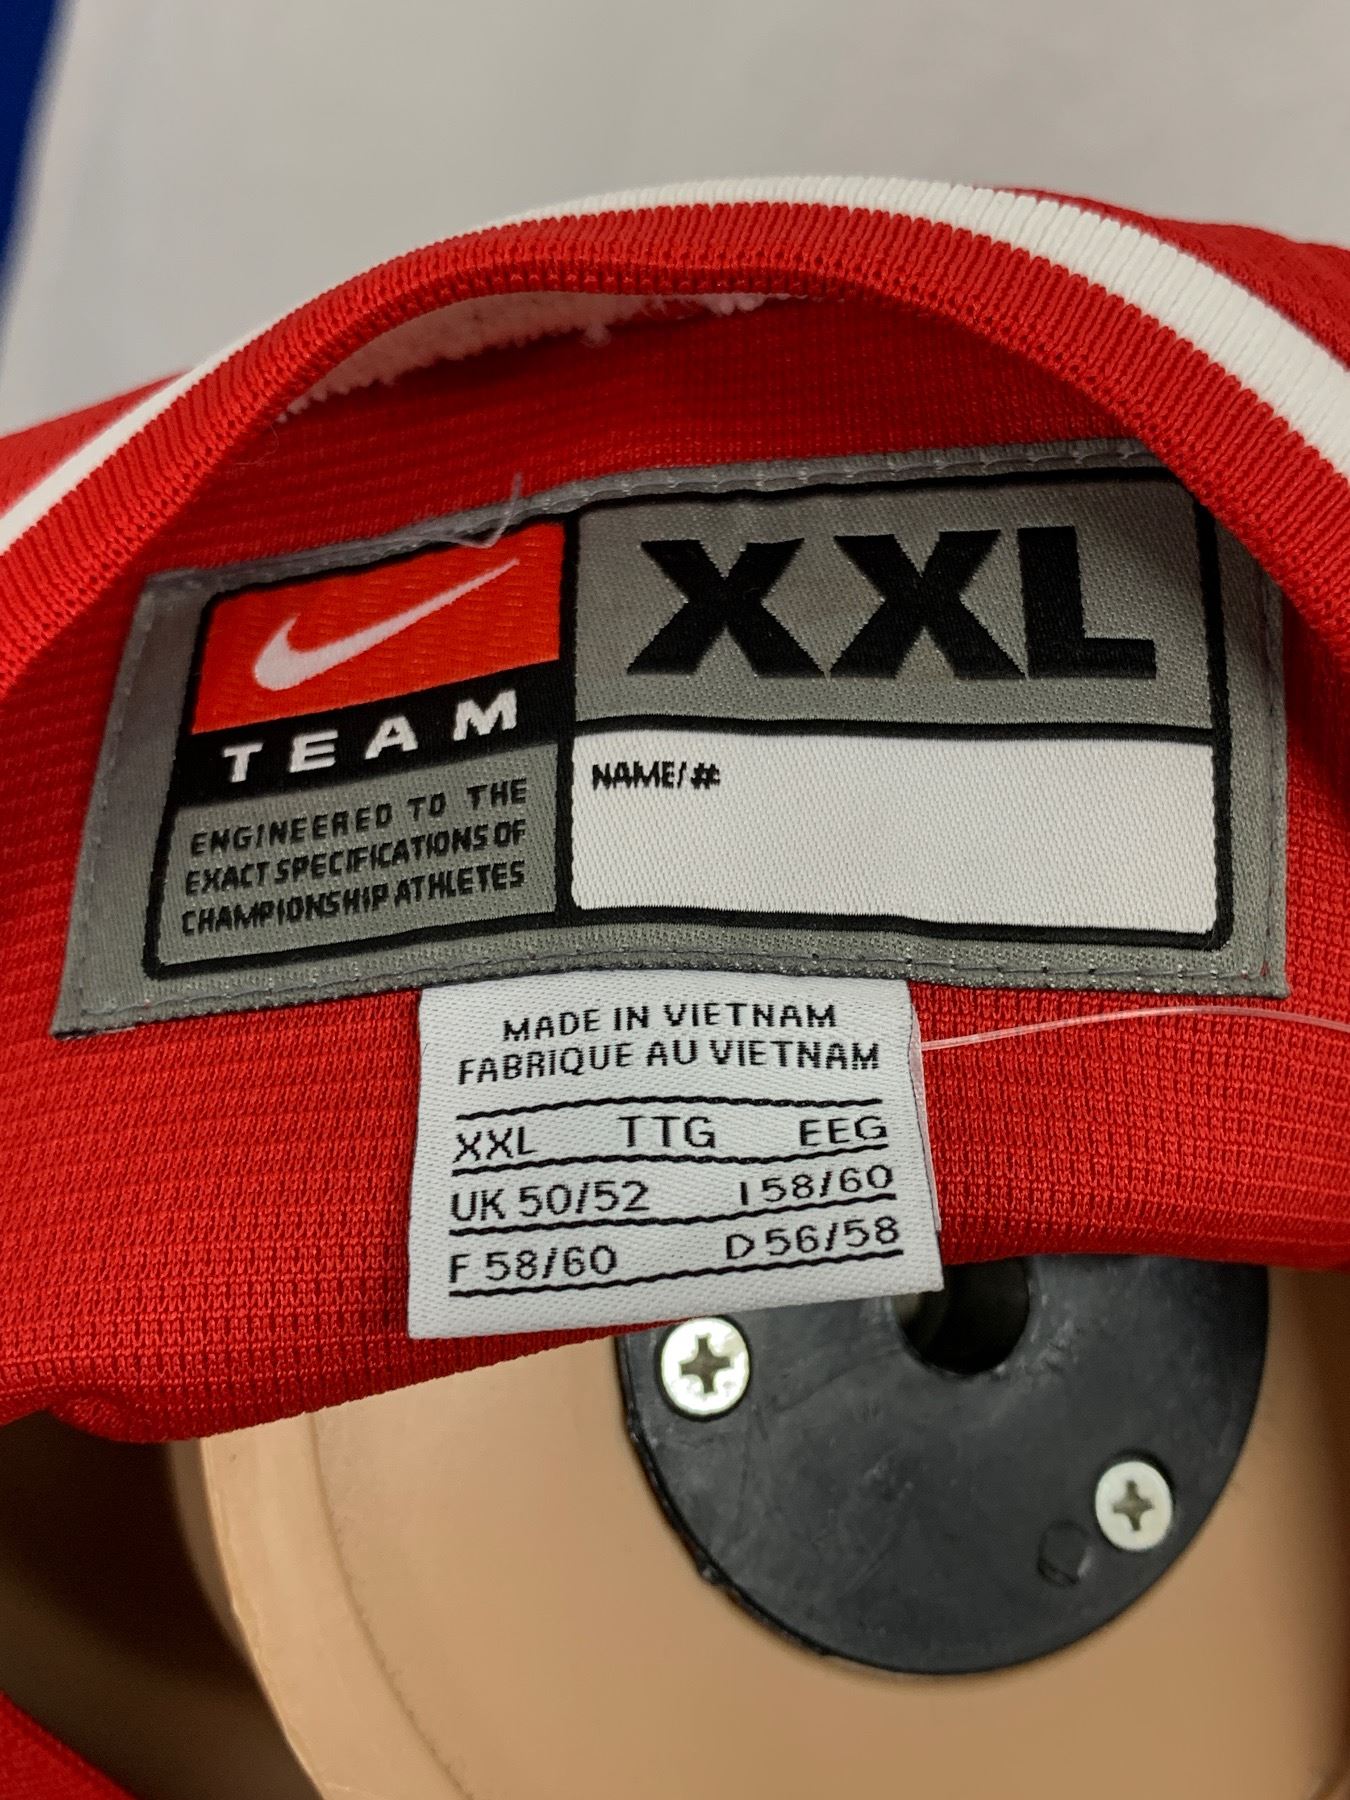 XXL
TEAM
NAME/#
ENGINEERED TO THE
EXACT SPECIFICATIONS OF
CHAMPIONSHIP ATHLETES
MADE IN VIETNAM
FABRIQUE AU VIETNAM
XXL TTG EEG
UK 50/52 I 58/60
F 58/60 D 56/58